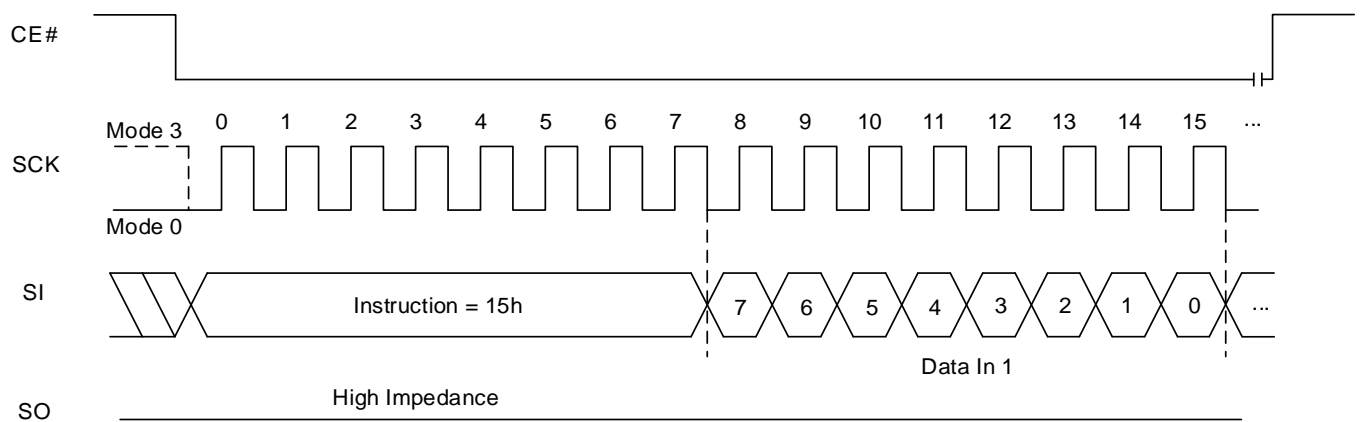 CE#
Mode 3 0 1 2 3 4 5 6 7 8 9 10 11 12 13 14 15 ...
SCK
Mode 0
SI Instruction = 15h 7 6 5 4 3 2 1 0 ...
Data In 1
High Impedance
SO